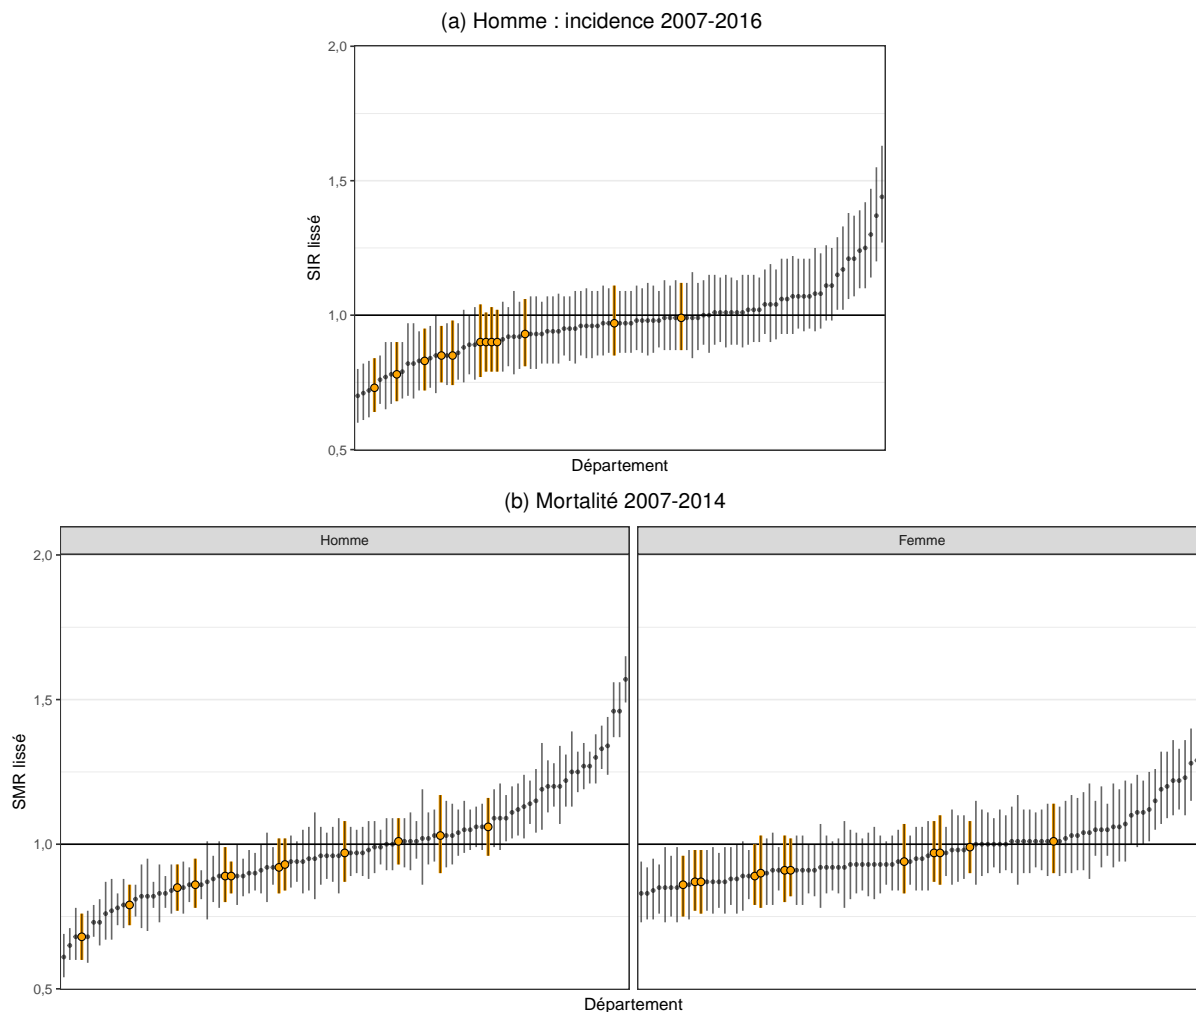 (a) Homme : incidence 2007-2016
2,0
1,5
1,0
0,5
SIR lissé
Département
(b) Mortalité 2007-2014
Homme
Femme
2,0
1,5
1,0
0,5
SMR lissé
Département